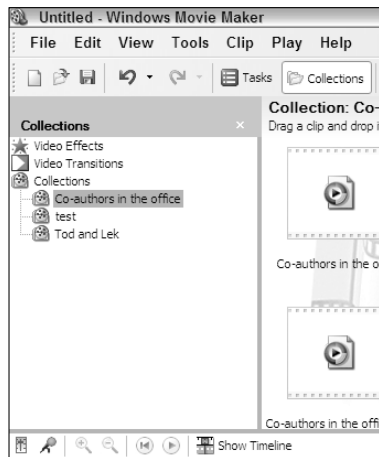 Untitled - Windows Movie Maker
File Edit View Tools Clip Play Help
Tasks Collections
Collection: Co-
Drag a clip and drop i
Collections
Video Effects
Video Transitions
Collections
Co-authors in the office
test
Tod and Lek
Co-authors in the o
Co-authors in the offi
Show Timeline